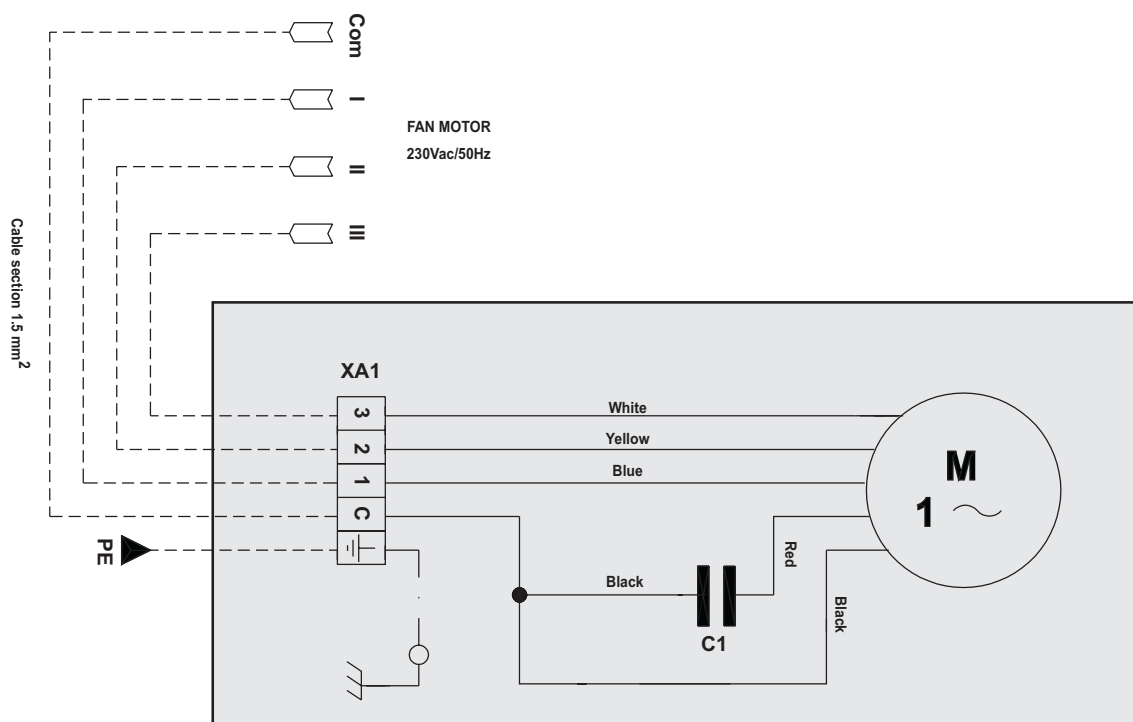 Com
I
FAN MOTOR
230Vac/50Hz
II
III
Cable section 1.5 mm²
XA1
3
White
2
Yellow
1
Blue
M
1 ~
C
PE
Red
Black
Black
C1